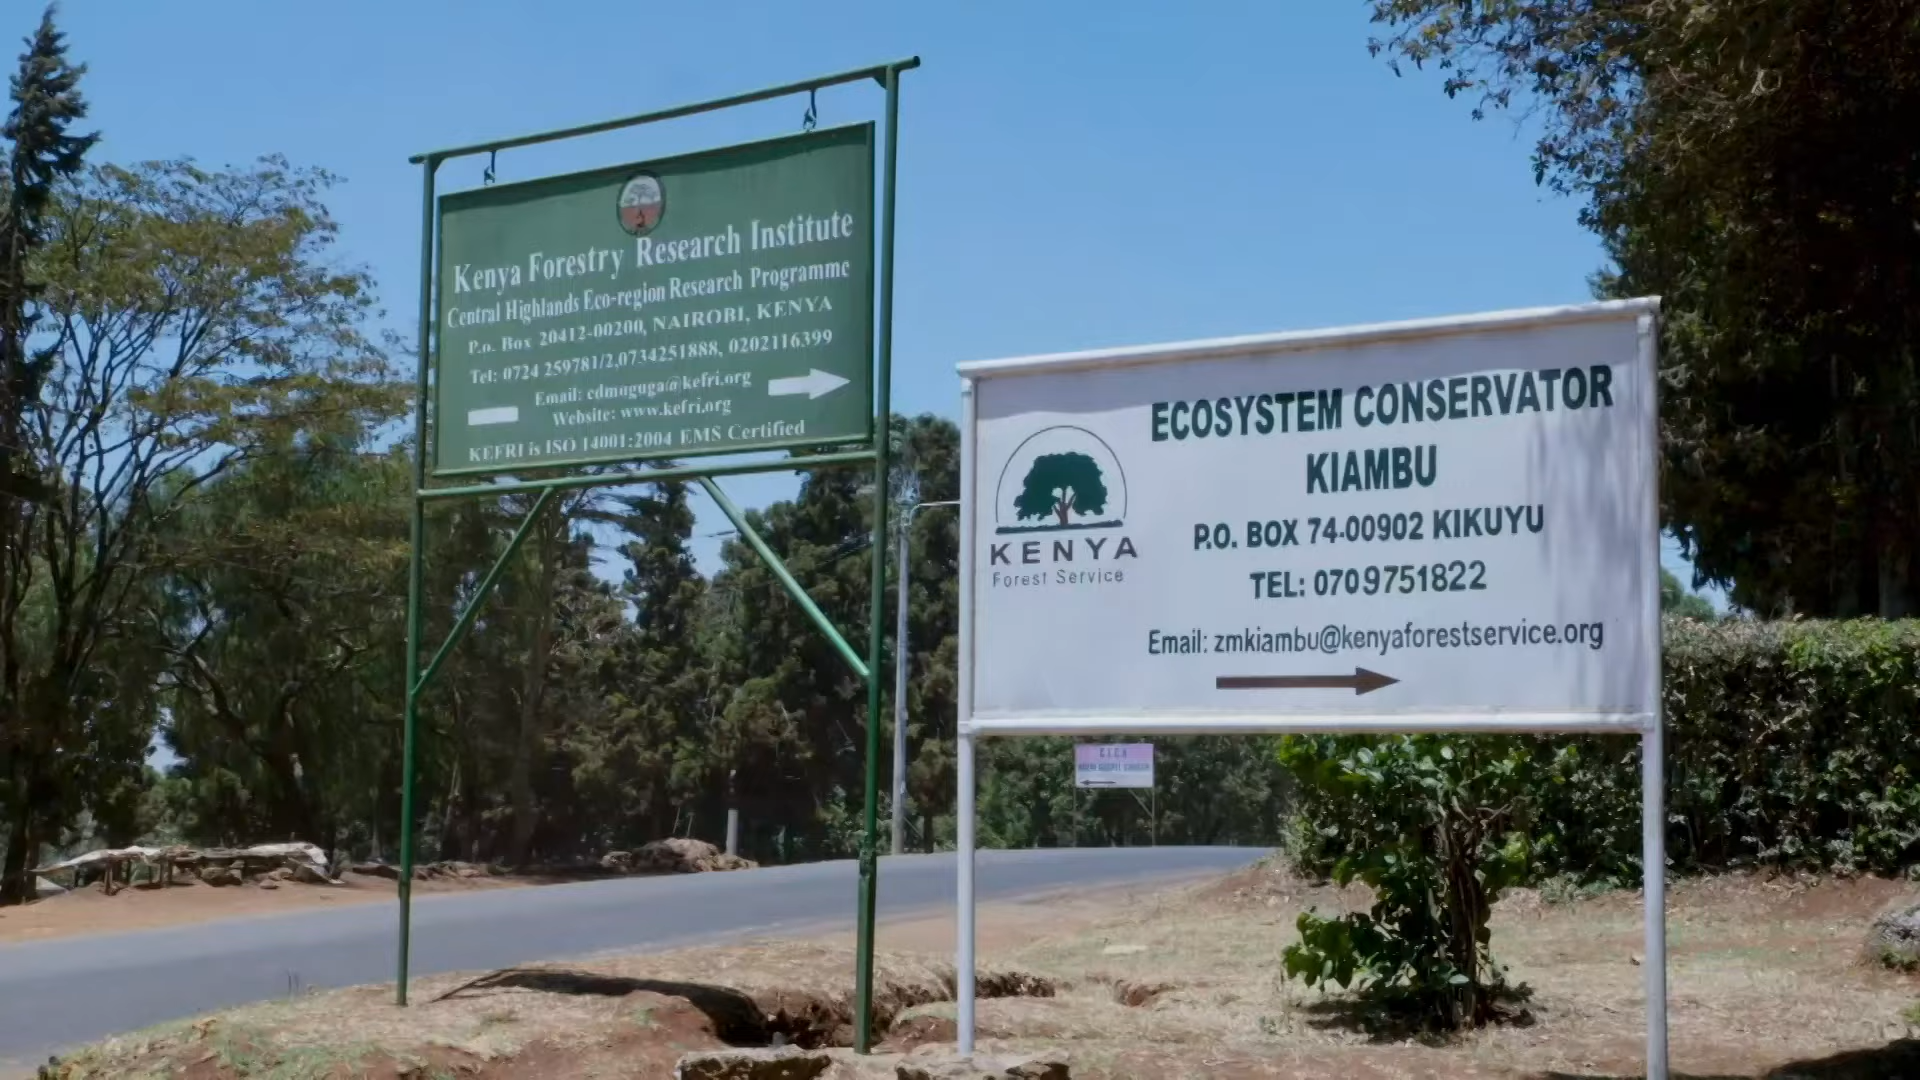 Kenya Forestry Research Institute
Central Highlands Eco-region Research Programme
P.o. Box 20412-00200, NAIROBI, KENYA
Tel: 0724 259781/2,0734251888, 0202116399
Email: cdmuguga@kefri.org
Website: www.kefri.org
KEFRI is ISO 14001:2004 EMS Certified
ECOSYSTEM CONSERVATOR
KIAMBU
P.O. BOX 74-00902 KIKUYU
TEL: 0709751822
Email: zmkiambu@kenyaforestservice.org
KENYA
Forest Service